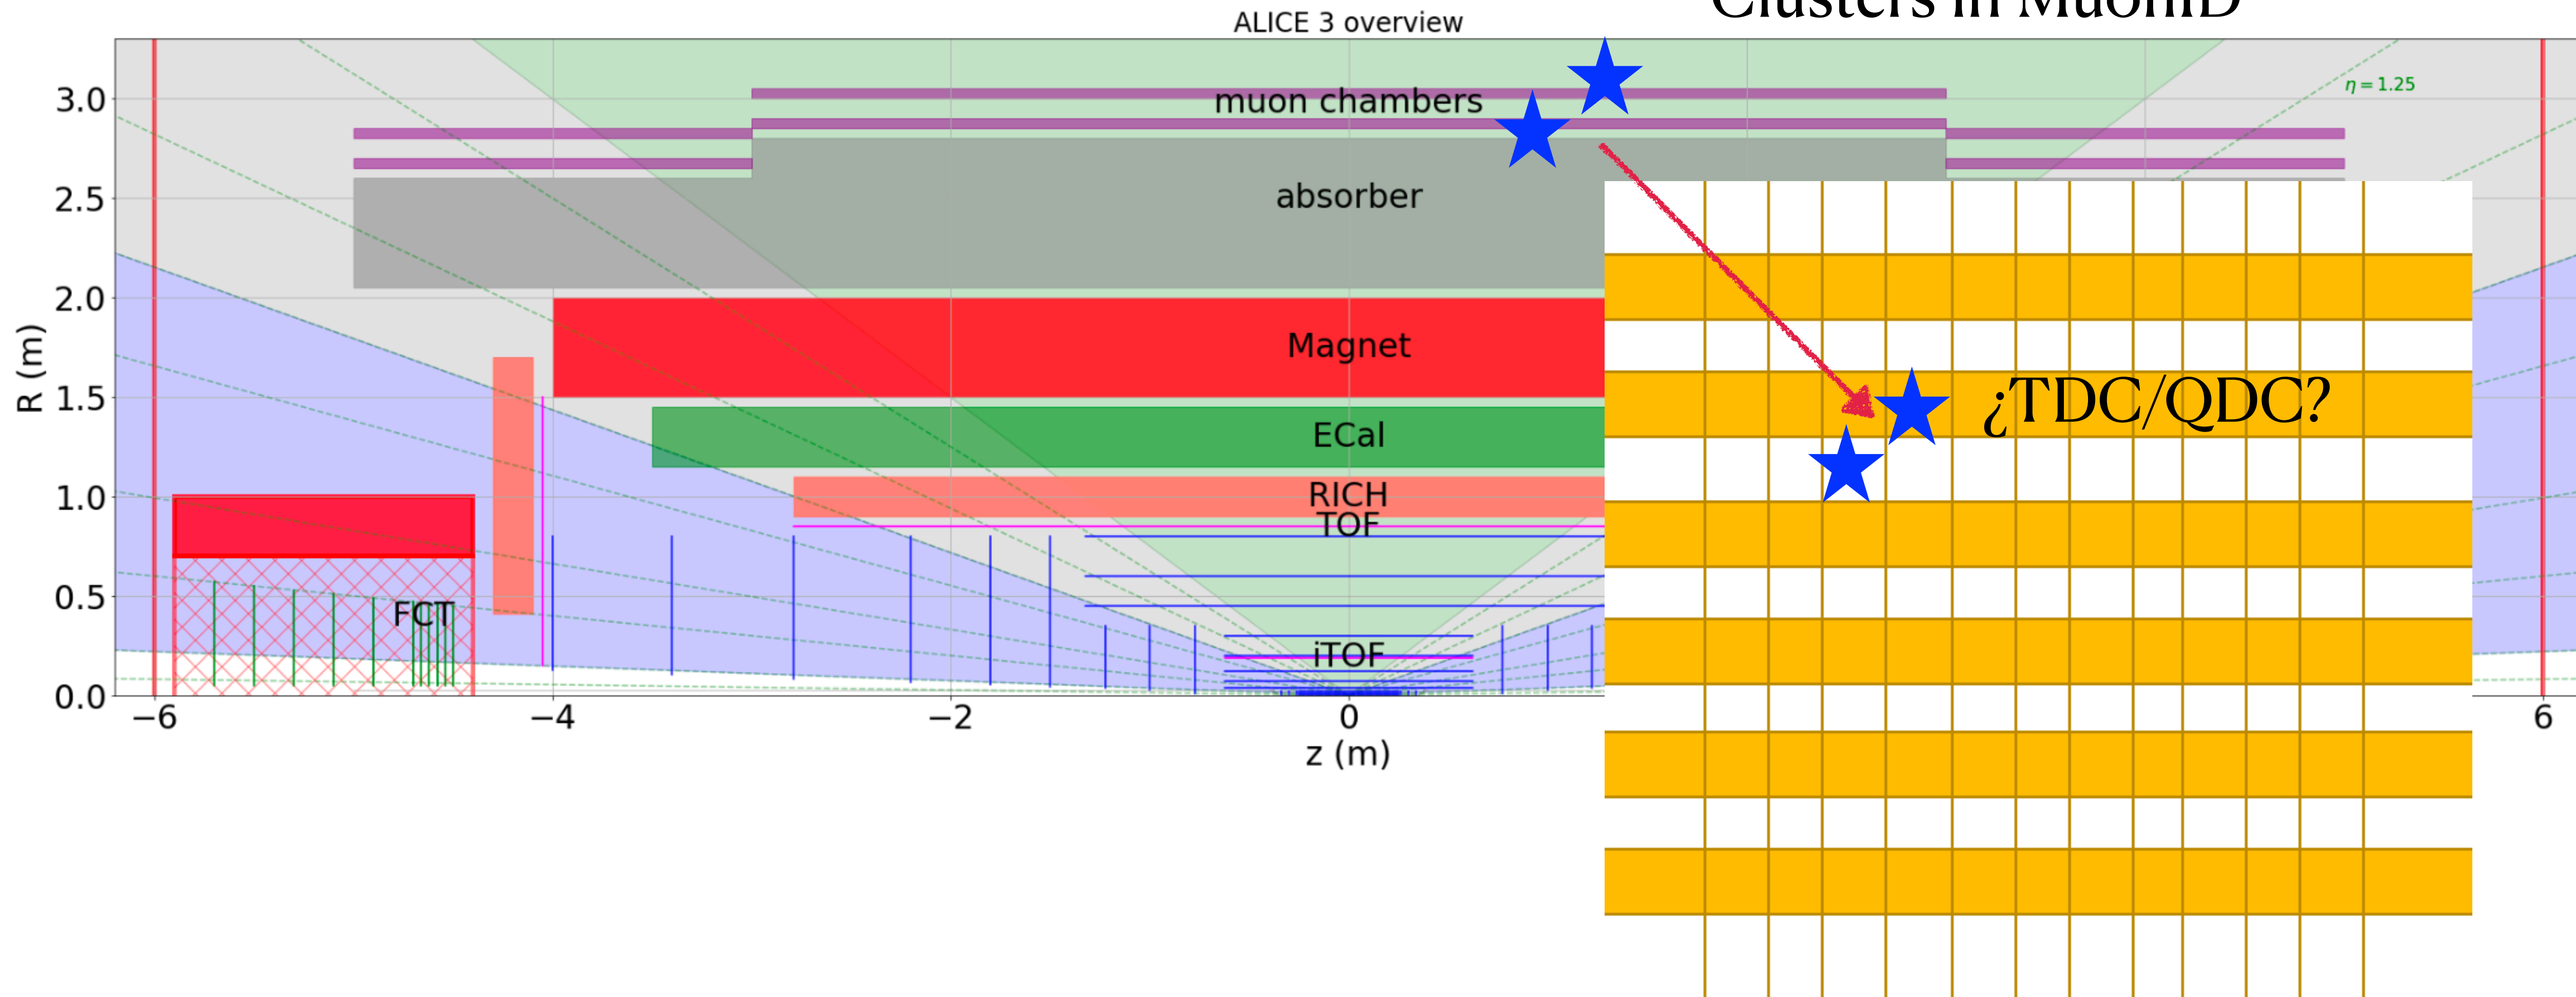 Clusters in MuonID
ALICE 3 overview
η = 1.25
3.0
muon chambers
2.5
absorber
2.0
Magnet
1.5
¿TDC/QDC?
ECal
1.0
RICH
TOF
0.5
FCT
iTOF
0.0
R (m)
−6 −4 −2 0 6
z (m)